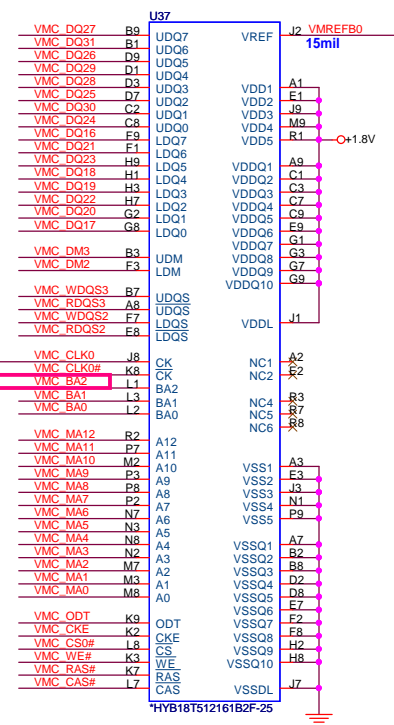 U37
VMC_DQ27 B9 UDQ7 VREF J2 VMREFB0
VMC_DQ31 B1 UDQ6 15mil
VMC_DQ26 D9 UDQ5
VMC_DQ29 D1 UDQ4
VMC_DQ28 D3 UDQ3 VDD1 A1
VMC_DQ25 D7 UDQ2 VDD2 E1
VMC_DQ30 C2 UDQ1 VDD3 J9
VMC_DQ24 C8 UDQ0 VDD4 M9
VMC_DQ16 F9 LDQ7 VDD5 R1 +1.8V
VMC_DQ21 F1 LDQ6
VMC_DQ23 H9 LDQ5 VDDQ1 A9
VMC_DQ18 H1 LDQ4 VDDQ2 C1
VMC_DQ19 H3 LDQ3 VDDQ3 C3
VMC_DQ22 H7 LDQ2 VDDQ4 C7
VMC_DQ20 G2 LDQ1 VDDQ5 C9
VMC_DQ17 G8 LDQ0 VDDQ6 E9
VDDQ7 G1
VMC_DM3 B3 UDM VDDQ8 G3
VMC_DM2 F3 LDM VDDQ9 G7
VDDQ10 G9
VMC_WDQS3 B7 UDQS
VMC_RDQS3 A8 UDQS
VMC_WDQS2 F7 LDQS VDDL J1
VMC_RDQS2 E8 LDQS
VMC_CLK0 J8 CK NC1 A2
VMC_CLK0# K8 CK NC2 E2
VMC_BA2 L1 BA2
VMC_BA1 L3 BA1 NC4 R3
VMC_BA0 L2 BA0 NC5 R7
NC6 R8
VMC_MA12 R2 A12
VMC_MA11 P7 A11
VMC_MA10 M2 A10 VSS1 A3
VMC_MA9 P3 A9 VSS2 E3
VMC_MA8 P8 A8 VSS3 J3
VMC_MA7 P2 A7 VSS4 N1
VMC_MA6 N7 A6 VSS5 P9
VMC_MA5 N3 A5
VMC_MA4 N8 A4 VSSQ1 A7
VMC_MA3 N2 A3 VSSQ2 B2
VMC_MA2 M7 A2 VSSQ3 B8
VMC_MA1 M3 A1 VSSQ4 D2
VMC_MA0 M8 A0 VSSQ5 D8
VSSQ6 E7
VMC_ODT K9 ODT VSSQ7 F2
VMC_CKE K2 CKE VSSQ8 F8
VMC_CS0# L8 CS VSSQ9 H2
VMC_WE# K3 WE VSSQ10 H8
VMC_RAS# K7 RAS
VMC_CAS# L7 CAS VSSDL J7
*HYB18T512161B2F-25